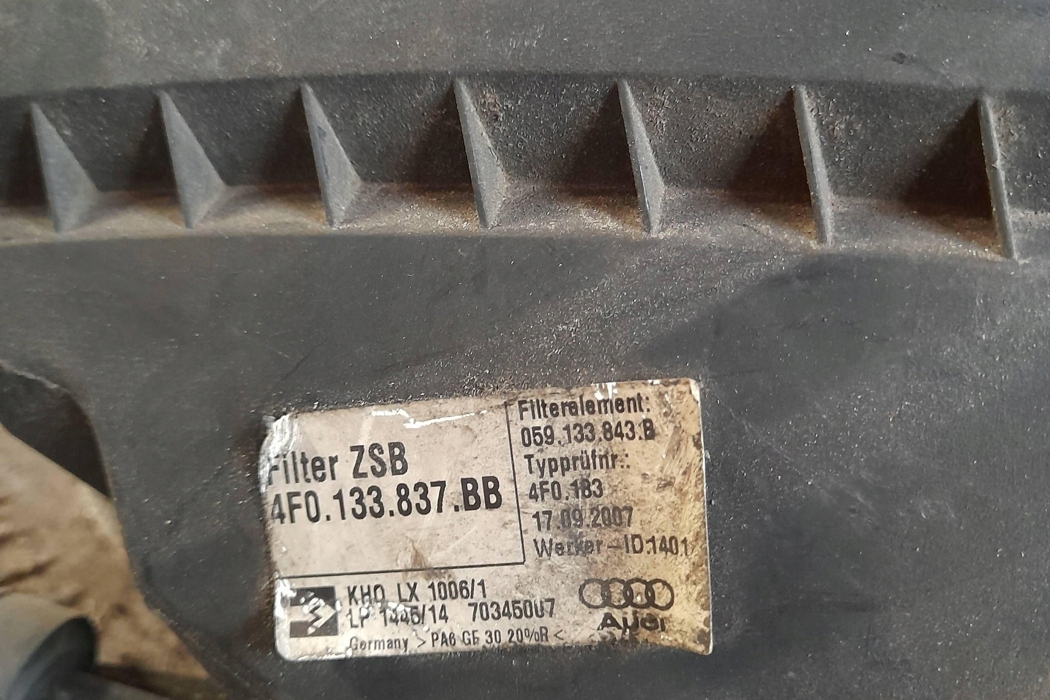 Filter ZSB
4F0.133.837.BB
Filterelement:
059.133.843.B
Typprüfnr.:
4F0.183
17.09.2007
Werker-ID:1401
KHO LX 1006/1
LP 1446/14 70345007
Germany >PA6 GF 30 20%R<
Audi